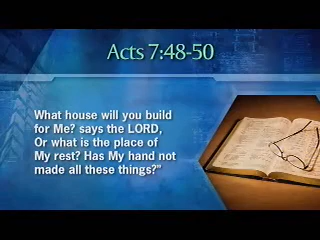 Acts 7:48-50
What house will you build
for Me? says the LORD,
Or what is the place of
My rest? Has My hand not
made all these things?”